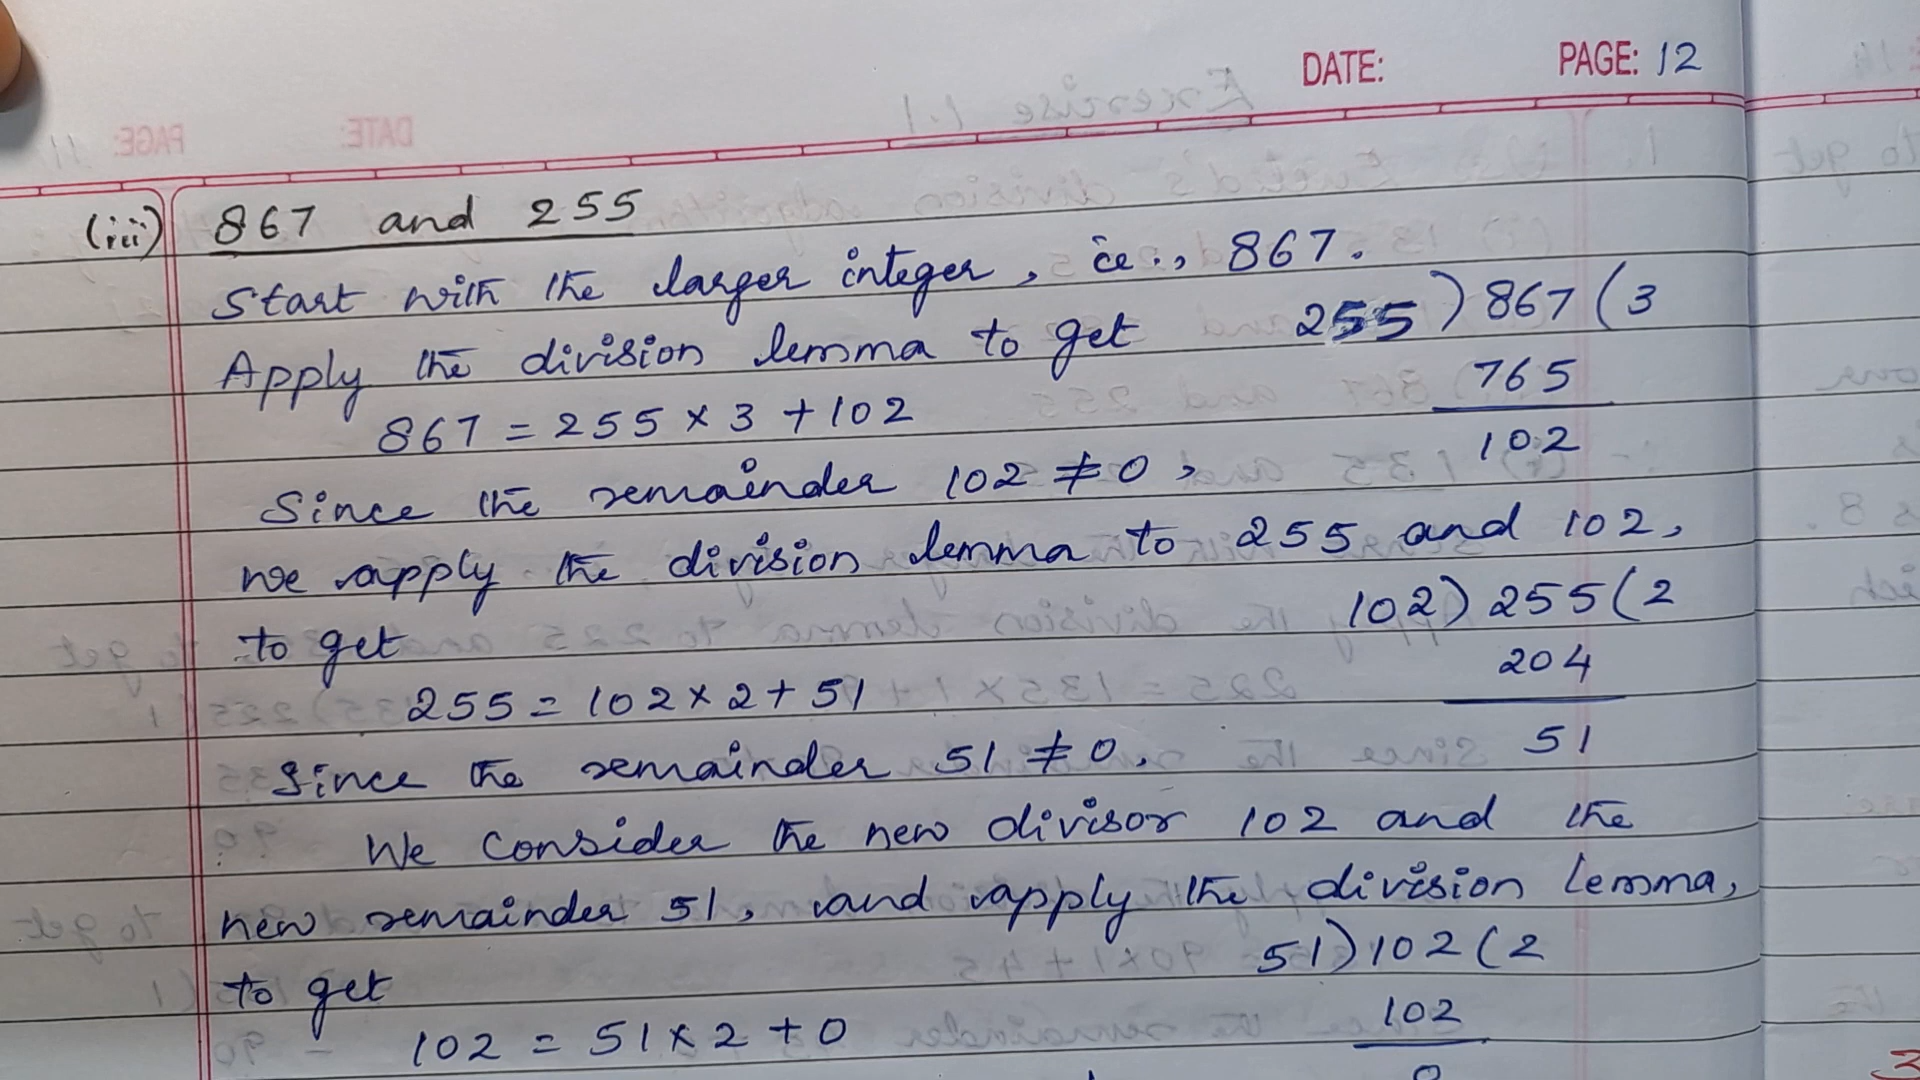 DATE: PAGE: 12
(iii) 867 and 255
Start with the larger integer, ie., 867.
Apply the division lemma to get 255) 867 (3
765
867 = 255 × 3 + 102
102
Since the remainder 102 ≠ 0,
we apply the division lemma to 255 and 102,
102) 255 (2
to get
204
255 = 102 × 2 + 51
51
Since the remainder 51 ≠ 0,
We consider the new divisor 102 and the
new remainder 51, and apply the division lemma,
51) 102 (2
to get
102
102 = 51 × 2 + 0
0